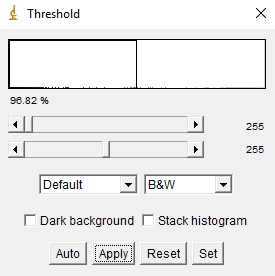 Threshold
96.82 %
255
255
Default B&W
Dark background Stack histogram
Auto Apply Reset Set